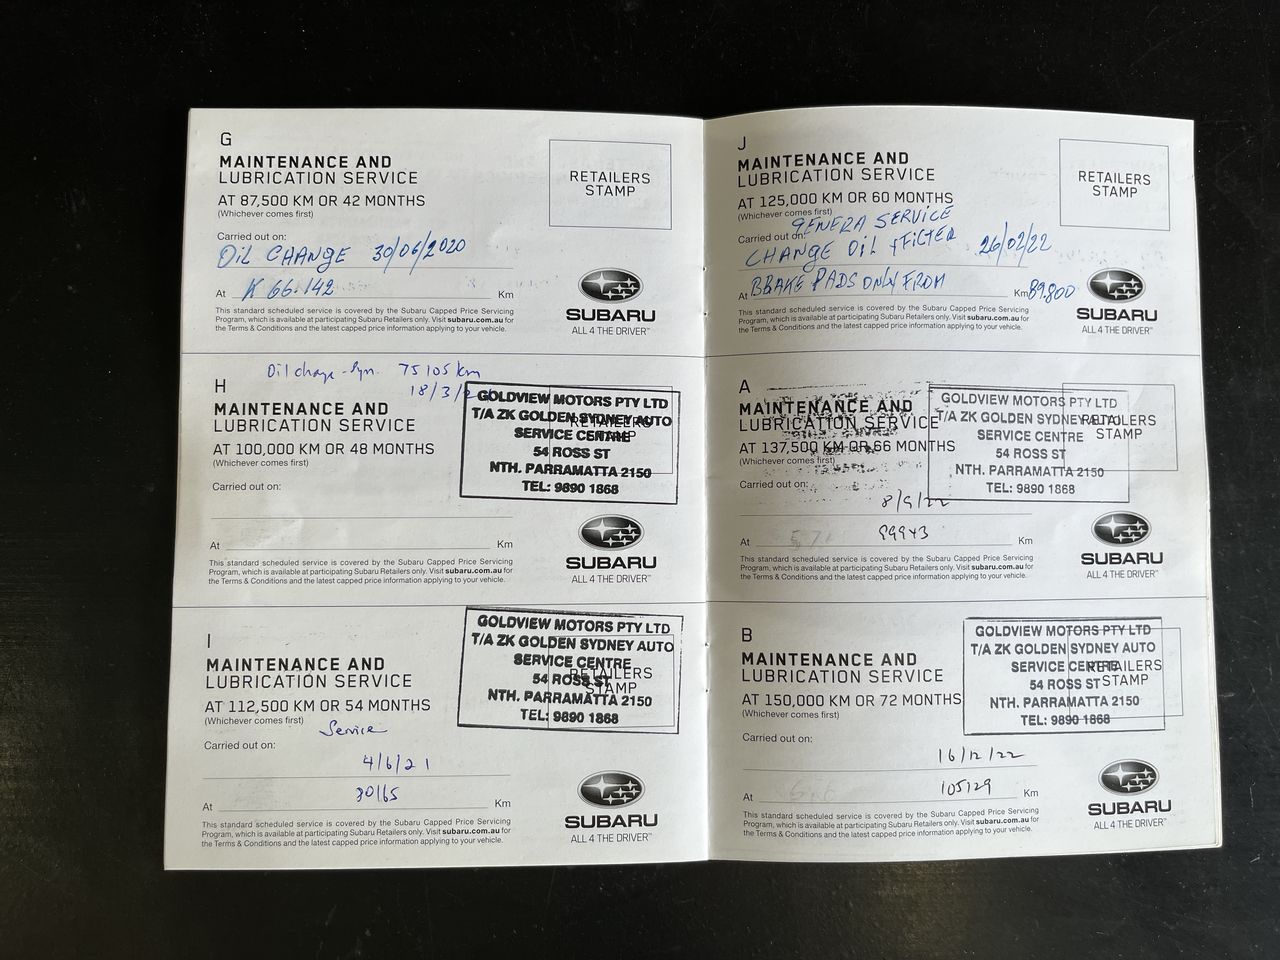 G
MAINTENANCE AND
LUBRICATION SERVICE
AT 87,500 KM OR 42 MONTHS
(Whichever comes first)
RETAILERS
STAMP
Carried out on:
OiL CHANGE 30/06/2020
At K 66.142 Km
This standard scheduled service is covered by the Subaru Capped Price Servicing
Program, which is available at participating Subaru Retailers only. Visit subaru.com.au for
the Terms & Conditions and the latest capped price information applying to your vehicle.
SUBARU
ALL 4 THE DRIVER™
Oil change - Syn. 75105 km
18/3/2
H
MAINTENANCE AND
LUBRICATION SERVICE
AT 100,000 KM OR 48 MONTHS
(Whichever comes first)
RETAILERS
STAMP
GOLDVIEW MOTORS PTY LTD
T/A ZK GOLDEN SYDNEY AUTO
SERVICE CENTRE
54 ROSS ST
NTH. PARRAMATTA 2150
TEL: 9890 1868
Carried out on:
At Km
This standard scheduled service is covered by the Subaru Capped Price Servicing
Program, which is available at participating Subaru Retailers only. Visit subaru.com.au for
the Terms & Conditions and the latest capped price information applying to your vehicle.
SUBARU
ALL 4 THE DRIVER™
I
MAINTENANCE AND
LUBRICATION SERVICE
AT 112,500 KM OR 54 MONTHS
(Whichever comes first)
RETAILERS
STAMP
GOLDVIEW MOTORS PTY LTD
T/A ZK GOLDEN SYDNEY AUTO
SERVICE CENTRE
54 ROSS ST
NTH. PARRAMATTA 2150
TEL: 9890 1868
Service
Carried out on:
4/6/21
At 80165 Km
This standard scheduled service is covered by the Subaru Capped Price Servicing
Program, which is available at participating Subaru Retailers only. Visit subaru.com.au for
the Terms & Conditions and the latest capped price information applying to your vehicle.
SUBARU
ALL 4 THE DRIVER™
J
MAINTENANCE AND
LUBRICATION SERVICE
AT 125,000 KM OR 60 MONTHS
(Whichever comes first)
RETAILERS
STAMP
GENERA SERVICE
Carried out on:
CHANGE OiL + FiLTER 26/02/22
At BBAKE PADS ONLY FROM Km 89.800
This standard scheduled service is covered by the Subaru Capped Price Servicing
Program, which is available at participating Subaru Retailers only. Visit subaru.com.au for
the Terms & Conditions and the latest capped price information applying to your vehicle.
SUBARU
ALL 4 THE DRIVER™
A
MAINTENANCE AND
LUBRICATION SERVICE
AT 137,500 KM OR 66 MONTHS
(Whichever comes first)
RETAILERS
STAMP
GOLDVIEW MOTORS PTY LTD
T/A ZK GOLDEN SYDNEY AUTO
SERVICE CENTRE
54 ROSS ST
NTH. PARRAMATTA 2150
TEL: 9890 1868
Carried out on:
8/9/22
At 99943 Km
This standard scheduled service is covered by the Subaru Capped Price Servicing
Program, which is available at participating Subaru Retailers only. Visit subaru.com.au for
the Terms & Conditions and the latest capped price information applying to your vehicle.
SUBARU
ALL 4 THE DRIVER™
B
MAINTENANCE AND
LUBRICATION SERVICE
AT 150,000 KM OR 72 MONTHS
(Whichever comes first)
RETAILERS
STAMP
GOLDVIEW MOTORS PTY LTD
T/A ZK GOLDEN SYDNEY AUTO
SERVICE CENTRE
54 ROSS ST
NTH. PARRAMATTA 2150
TEL: 9890 1868
Carried out on:
16/12/22
At 105129 Km
This standard scheduled service is covered by the Subaru Capped Price Servicing
Program, which is available at participating Subaru Retailers only. Visit subaru.com.au for
the Terms & Conditions and the latest capped price information applying to your vehicle.
SUBARU
ALL 4 THE DRIVER™